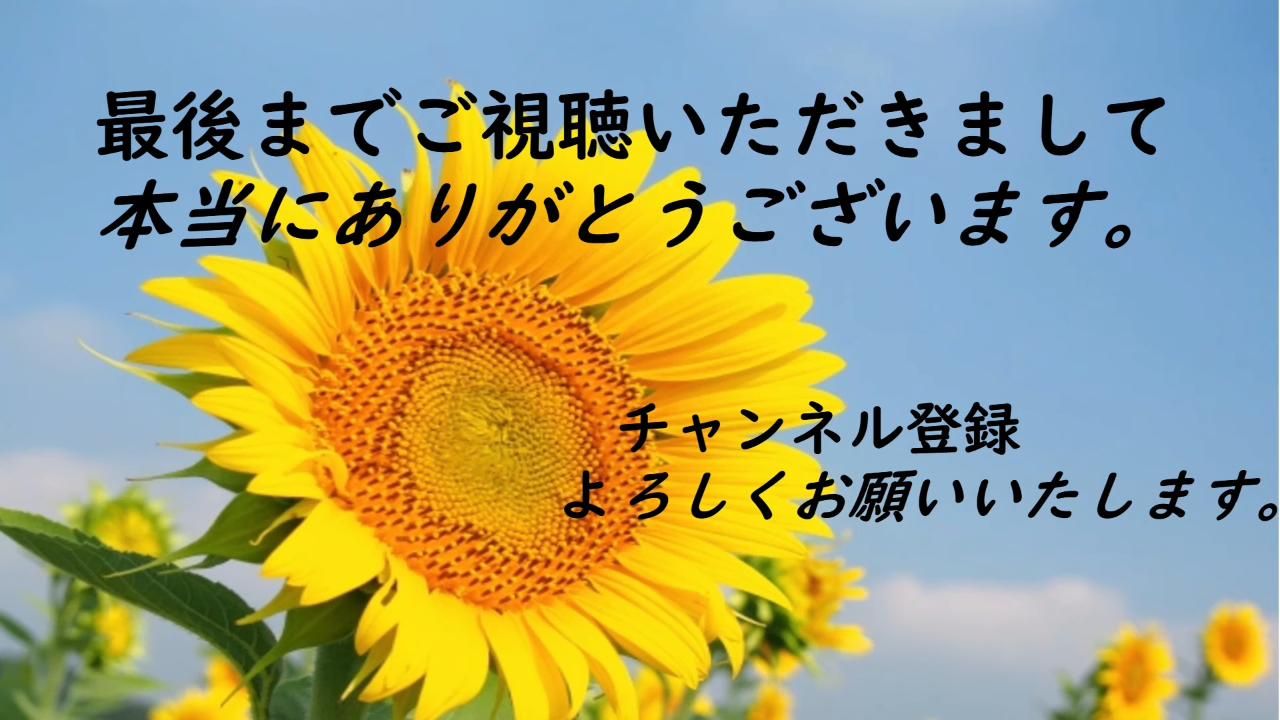 最後までご視聴いただきまして
本当にありがとうございます。
チャンネル登録
よろしくお願いいたします。